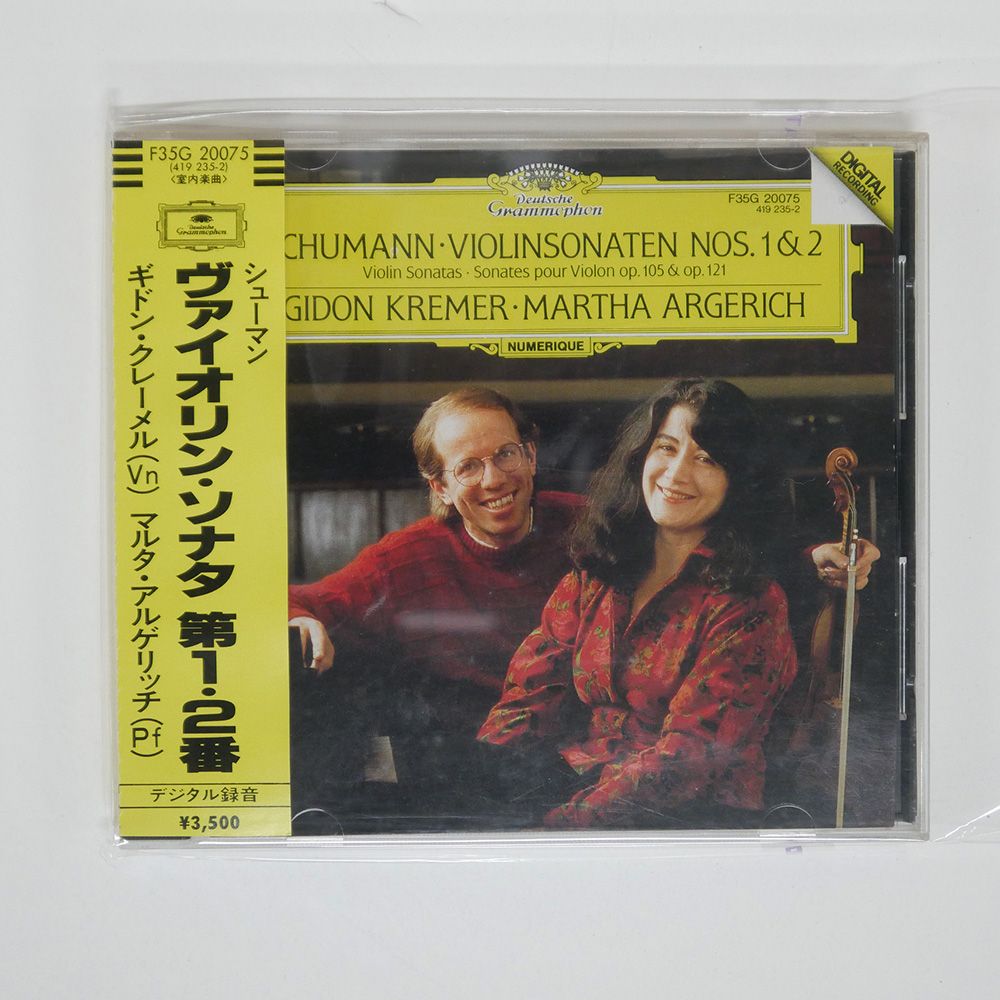 F35G 20075
(419 235-2)
〈室内楽曲〉
Deutsche
Grammophon
シューマン
ヴァイオリン・ソナタ 第1・2番
ギドン・クレーメル(Vn) マルタ・アルゲリッチ(Pf)
デジタル録音
¥3,500
Deutsche
Grammophon
F35G 20075
419 235-2
DIGITAL
RECORDING
CHUMANN·VIOLINSONATEN NOS. 1 & 2
Violin Sonatas · Sonates pour Violon op. 105 & op. 121
GIDON KREMER·MARTHA ARGERICH
NUMERIQUE